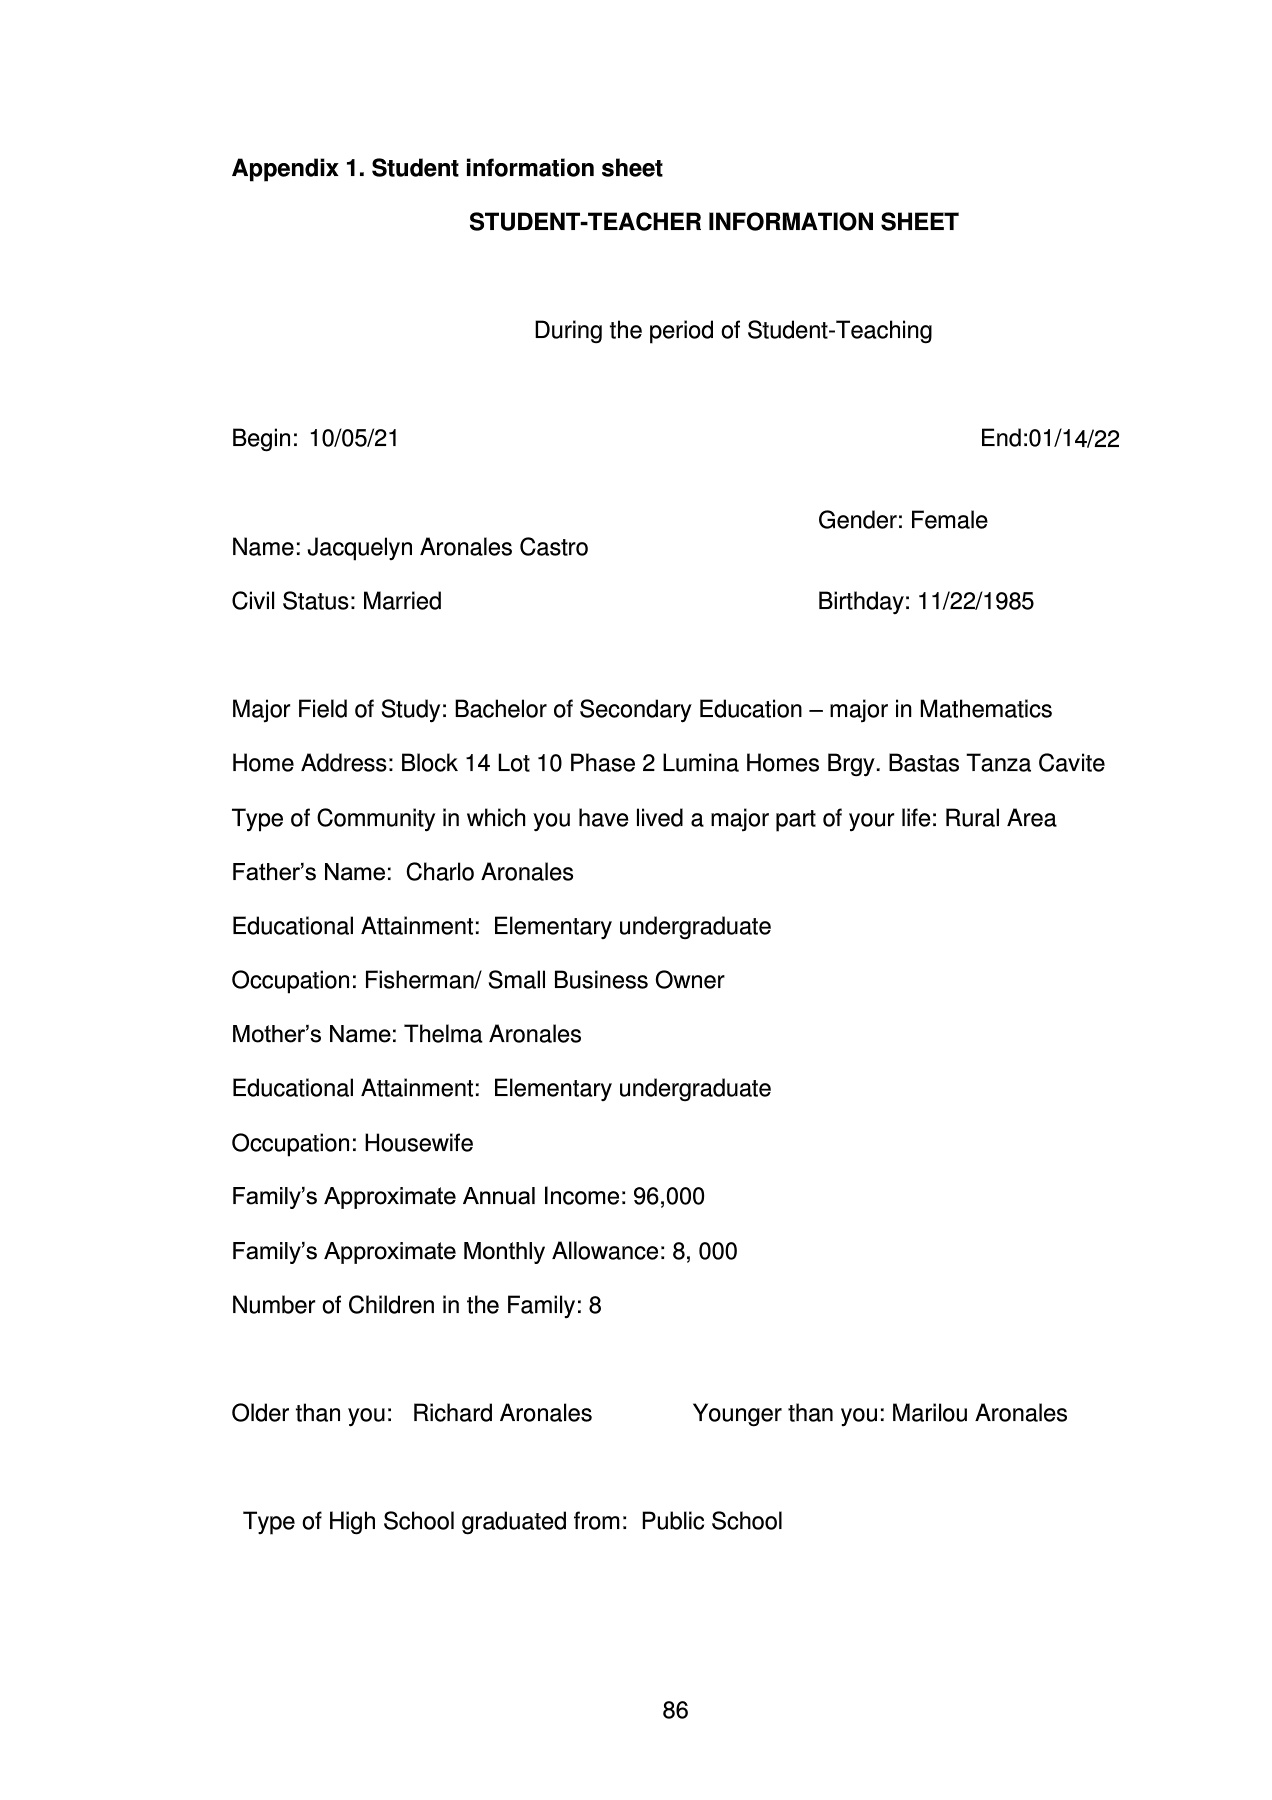 Appendix 1. Student information sheet
STUDENT-TEACHER INFORMATION SHEET
During the period of Student-Teaching
Begin: 10/05/21 End:01/14/22
Gender: Female
Name: Jacquelyn Aronales Castro
Civil Status: Married Birthday: 11/22/1985
Major Field of Study: Bachelor of Secondary Education – major in Mathematics
Home Address: Block 14 Lot 10 Phase 2 Lumina Homes Brgy. Bastas Tanza Cavite
Type of Community in which you have lived a major part of your life: Rural Area
Father’s Name: Charlo Aronales
Educational Attainment: Elementary undergraduate
Occupation: Fisherman/ Small Business Owner
Mother’s Name: Thelma Aronales
Educational Attainment: Elementary undergraduate
Occupation: Housewife
Family’s Approximate Annual Income: 96,000
Family’s Approximate Monthly Allowance: 8, 000
Number of Children in the Family: 8
Older than you: Richard Aronales Younger than you: Marilou Aronales
Type of High School graduated from: Public School
86